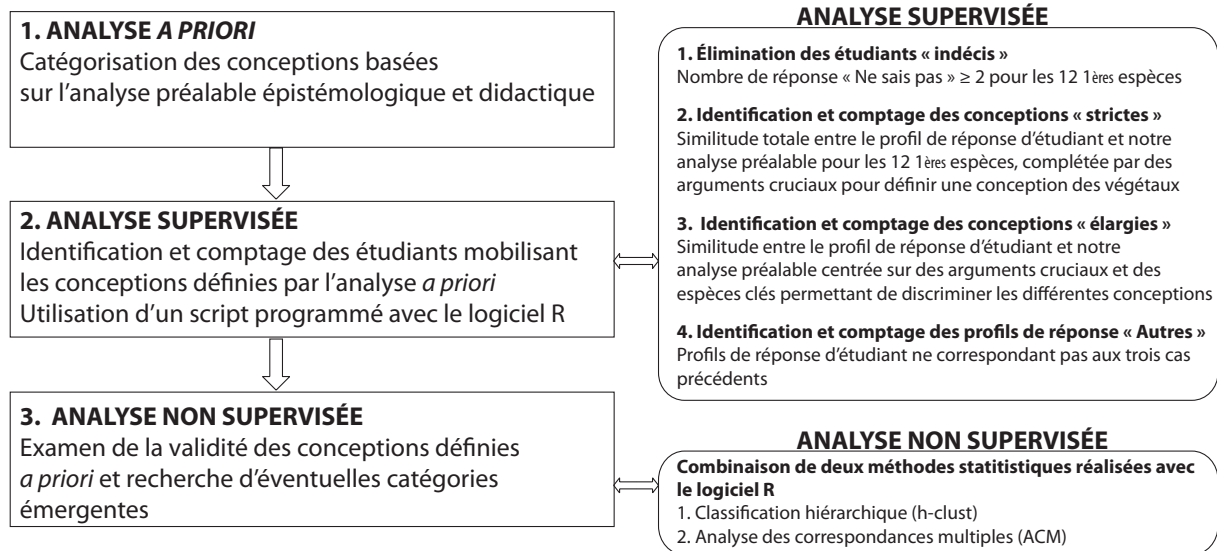 1. ANALYSE A PRIORI
Catégorisation des conceptions basées
sur l'analyse préalable épistémologique et didactique
2. ANALYSE SUPERVISÉE
Identification et comptage des étudiants mobilisant
les conceptions définies par l'analyse a priori
Utilisation d'un script programmé avec le logiciel R
3. ANALYSE NON SUPERVISÉE
Examen de la validité des conceptions définies
a priori et recherche d'éventuelles catégories
émergentes
ANALYSE SUPERVISÉE
1. Élimination des étudiants « indécis »
Nombre de réponse « Ne sais pas » ≥ 2 pour les 12 1ères espèces
2. Identification et comptage des conceptions « strictes »
Similitude totale entre le profil de réponse d'étudiant et notre
analyse préalable pour les 12 1ères espèces, complétée par des
arguments cruciaux pour définir une conception des végétaux
3. Identification et comptage des conceptions « élargies »
Similitude entre le profil de réponse d'étudiant et notre
analyse préalable centrée sur des arguments cruciaux et des
espèces clés permettant de discriminer les différentes conceptions
4. Identification et comptage des profils de réponse « Autres »
Profils de réponse d'étudiant ne correspondant pas aux trois cas
précédents
ANALYSE NON SUPERVISÉE
Combinaison de deux méthodes statitistiques réalisées avec
le logiciel R
1. Classification hiérarchique (h-clust)
2. Analyse des correspondances multiples (ACM)